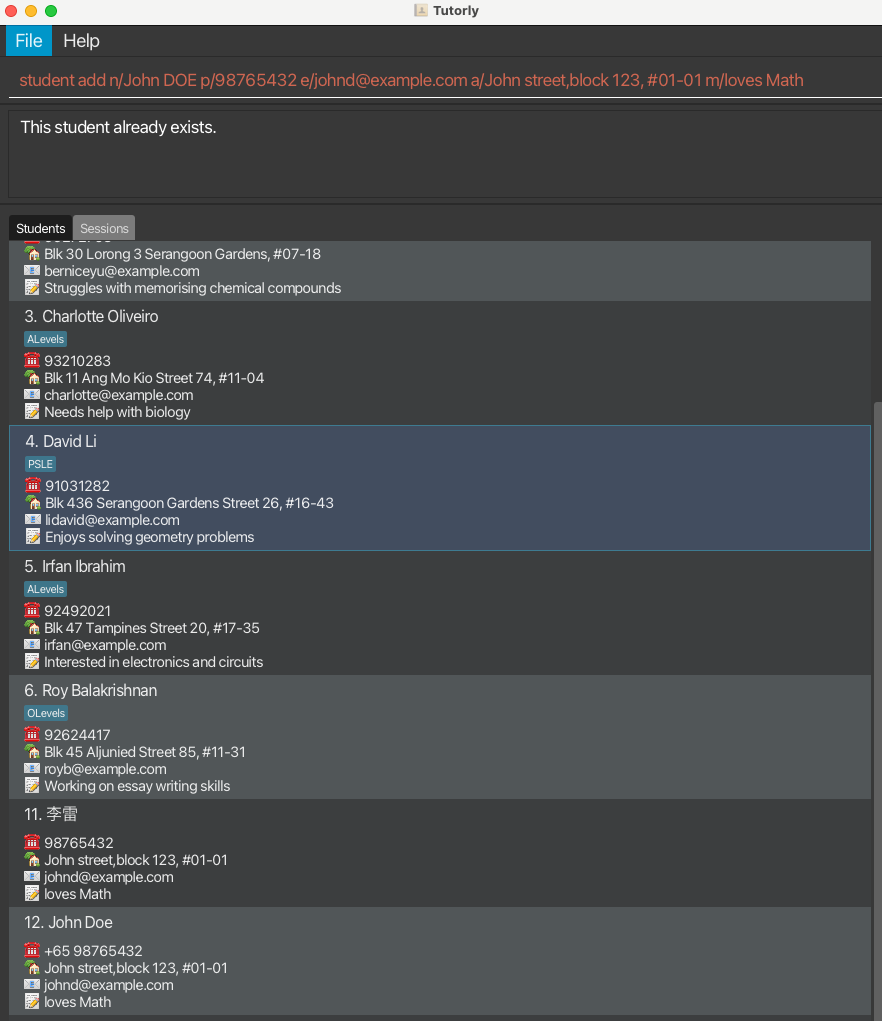 Tutorly
File Help
student add n/John DOE p/98765432 e/johnd@example.com a/John street,block 123, #01-01 m/loves Math
This student already exists.
Students Sessions
Blk 30 Lorong 3 Serangoon Gardens, #07-18
berniceyu@example.com
Struggles with memorising chemical compounds
3. Charlotte Oliveiro
ALevels
93210283
Blk 11 Ang Mo Kio Street 74, #11-04
charlotte@example.com
Needs help with biology
4. David Li
PSLE
91031282
Blk 436 Serangoon Gardens Street 26, #16-43
lidavid@example.com
Enjoys solving geometry problems
5. Irfan Ibrahim
ALevels
92492021
Blk 47 Tampines Street 20, #17-35
irfan@example.com
Interested in electronics and circuits
6. Roy Balakrishnan
OLevels
92624417
Blk 45 Aljunied Street 85, #11-31
royb@example.com
Working on essay writing skills
11. 李雷
98765432
John street,block 123, #01-01
johnd@example.com
loves Math
12. John Doe
+65 98765432
John street,block 123, #01-01
johnd@example.com
loves Math